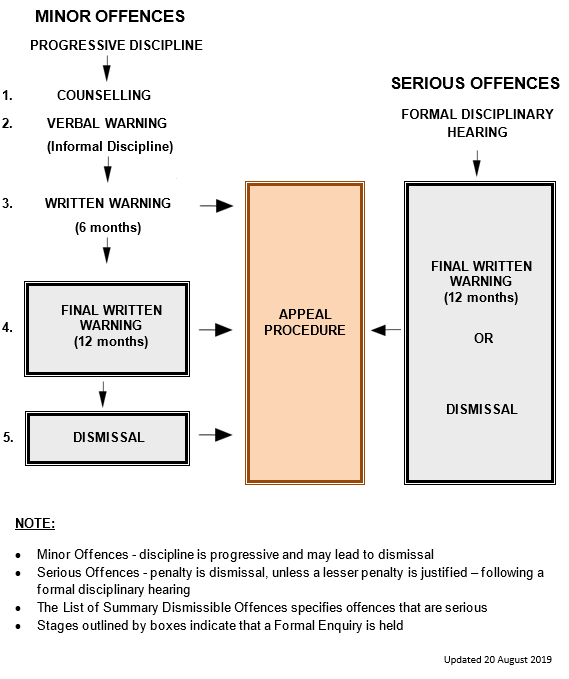 MINOR OFFENCES
PROGRESSIVE DISCIPLINE
1. COUNSELLING
2. VERBAL WARNING
(Informal Discipline)
3. WRITTEN WARNING
(6 months)
4. FINAL WRITTEN
WARNING
(12 months)
5. DISMISSAL
APPEAL
PROCEDURE
SERIOUS OFFENCES
FORMAL DISCIPLINARY
HEARING
FINAL WRITTEN
WARNING
(12 months)
OR
DISMISSAL
NOTE:
• Minor Offences - discipline is progressive and may lead to dismissal
• Serious Offences - penalty is dismissal, unless a lesser penalty is justified – following a
formal disciplinary hearing
• The List of Summary Dismissible Offences specifies offences that are serious
• Stages outlined by boxes indicate that a Formal Enquiry is held
Updated 20 August 2019